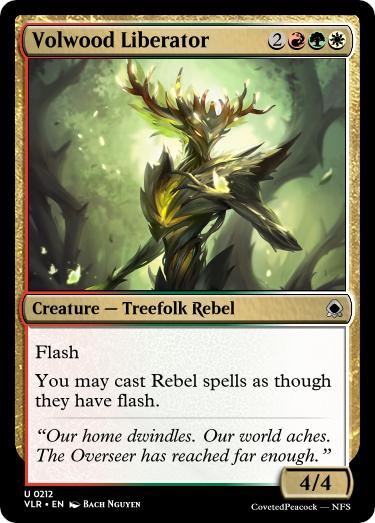 Volwood Liberator 2
Creature — Treefolk Rebel
Flash
You may cast Rebel spells as though
they have flash.
“Our home dwindles. Our world aches.
The Overseer has reached far enough.”
4/4
U 0212
VLR • EN Bach Nguyen
CovetedPeacock — NFS